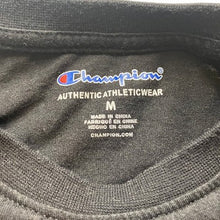 Champion
AUTHENTIC ATHLETICWEAR
M
MADE IN CHINA
FABRIQUÉ EN CHINE
HECHO EN CHINA
CHAMPION.COM